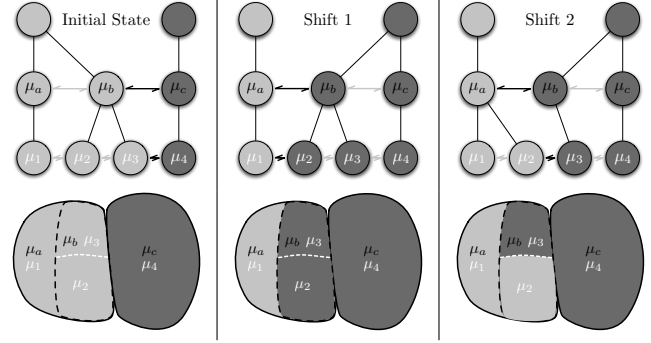 Initial State
μa μb μc
μ1 μ2 μ3 μ4
μa μb μ3 μc
μ1 μ4
μ2
Shift 1
μa μb μc
μ1 μ2 μ3 μ4
μa μb μ3 μc
μ1 μ4
μ2
Shift 2
μa μb μc
μ1 μ2 μ3 μ4
μa μb μ3 μc
μ1 μ4
μ2